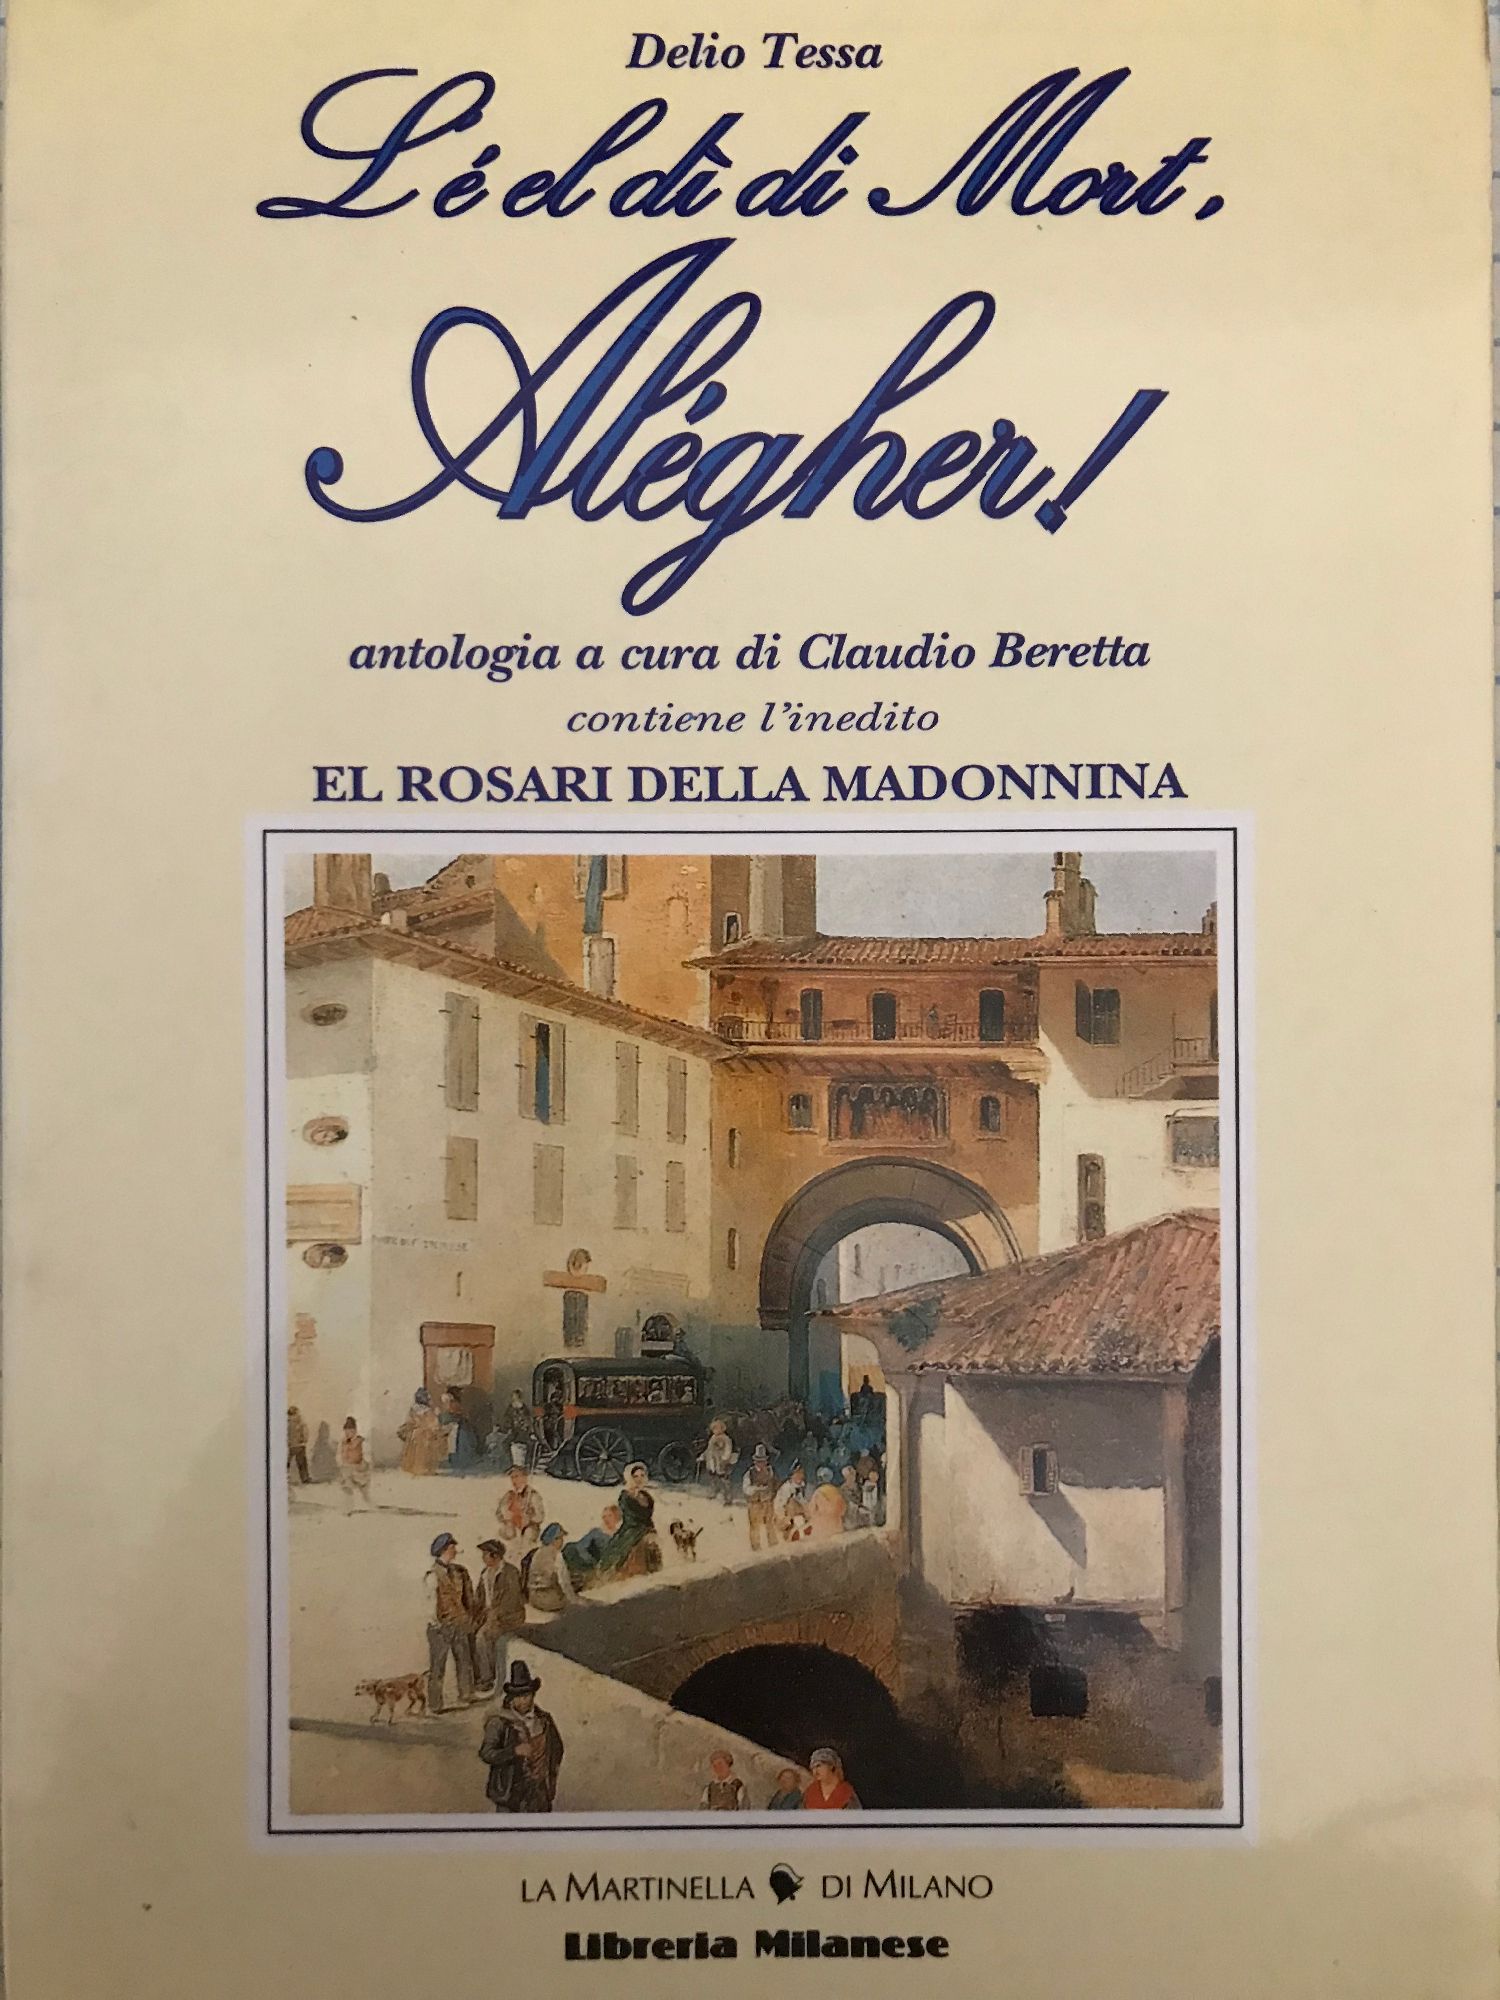 Delio Tessa
L'é el dì di Mort,
Alégher!
antologia a cura di Claudio Beretta
contiene l'inedito
EL ROSARI DELLA MADONNINA
LA MARTINELLA DI MILANO
Libreria Milanese